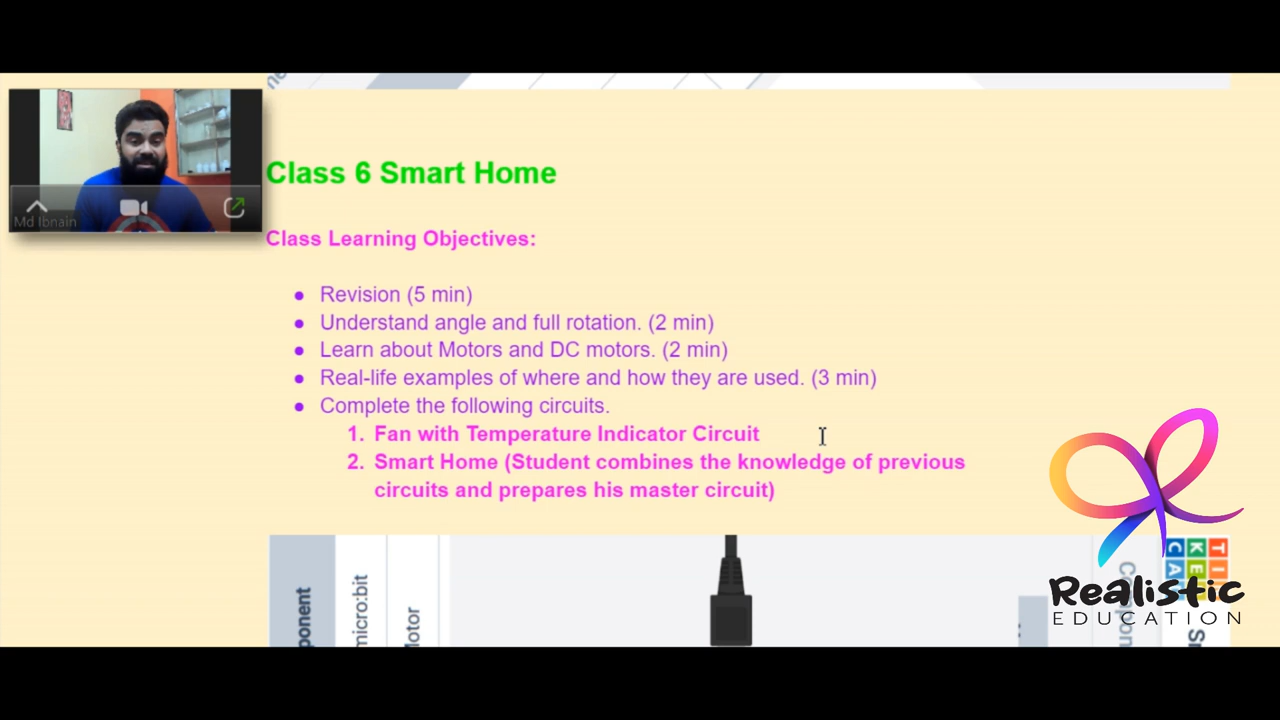 Class 6 Smart Home
Md Ibnain
Class Learning Objectives:
● Revision (5 min)
● Understand angle and full rotation. (2 min)
● Learn about Motors and DC motors. (2 min)
● Real-life examples of where and how they are used. (3 min)
● Complete the following circuits.
1. Fan with Temperature Indicator Circuit
2. Smart Home (Student combines the knowledge of previous
circuits and prepares his master circuit)
micro:bit
Realistic
EDUCATION